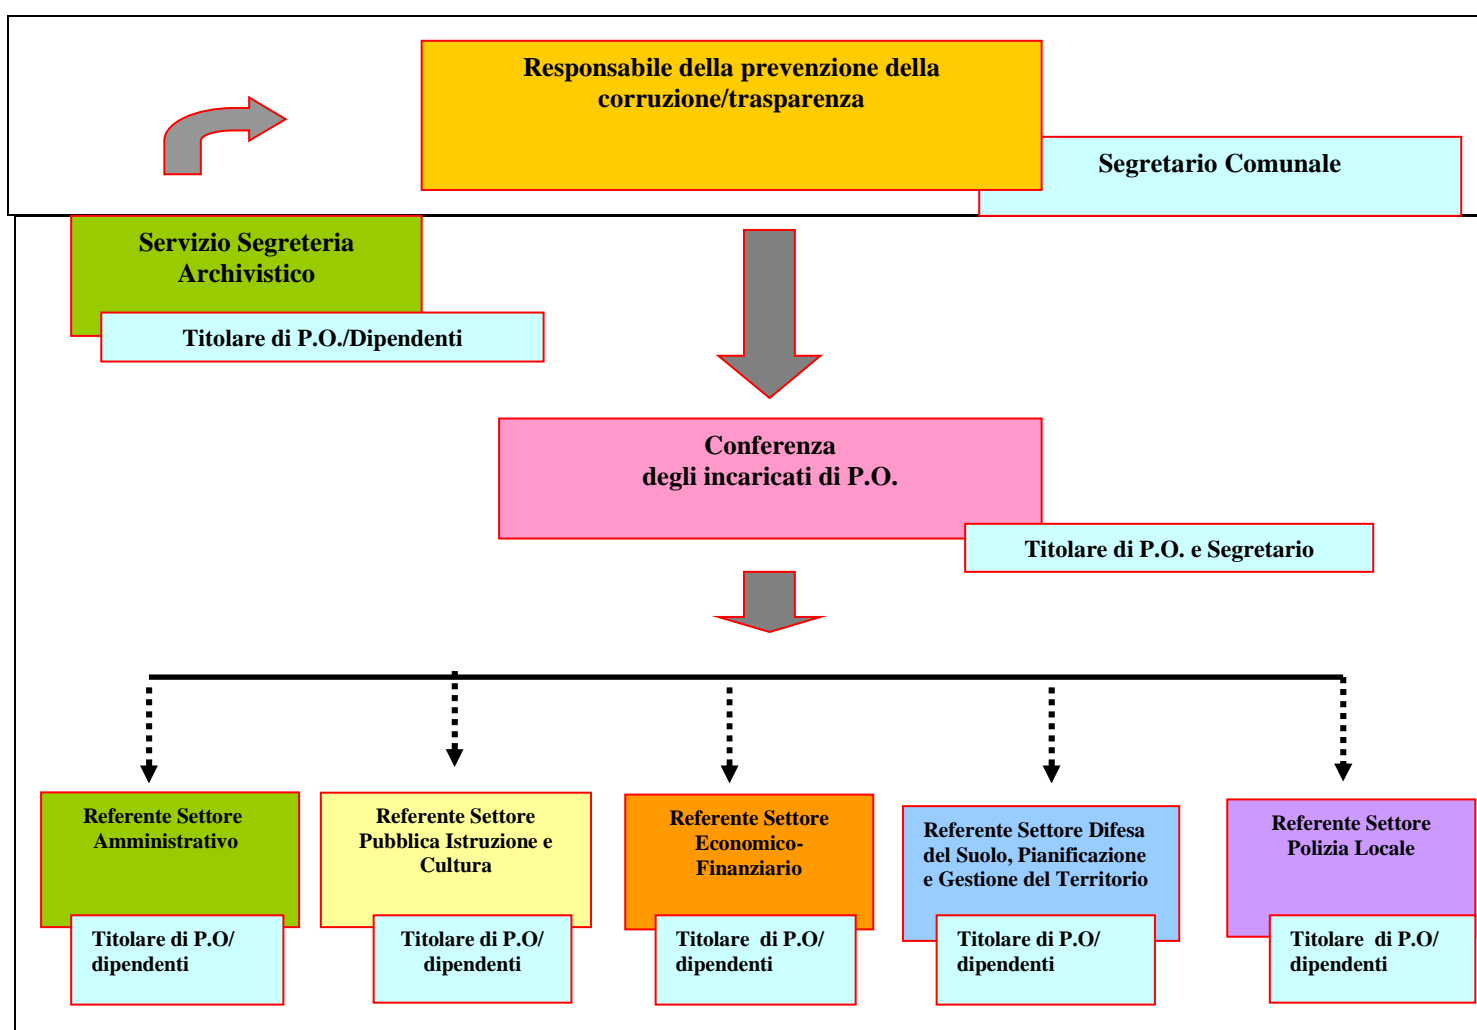 Responsabile della prevenzione della
corruzione/trasparenza
Segretario Comunale
Servizio Segreteria
Archivistico
Titolare di P.O./Dipendenti
Conferenza
degli incaricati di P.O.
Titolare di P.O. e Segretario
Referente Settore
Amministrativo
Titolare di P.O/
dipendenti
Referente Settore
Pubblica Istruzione e
Cultura
Titolare di P.O/
dipendenti
Referente Settore
Economico-
Finanziario
Titolare di P.O/
dipendenti
Referente Settore Difesa
del Suolo, Pianificazione
e Gestione del Territorio
Titolare di P.O/
dipendenti
Referente Settore
Polizia Locale
Titolare di P.O/
dipendenti